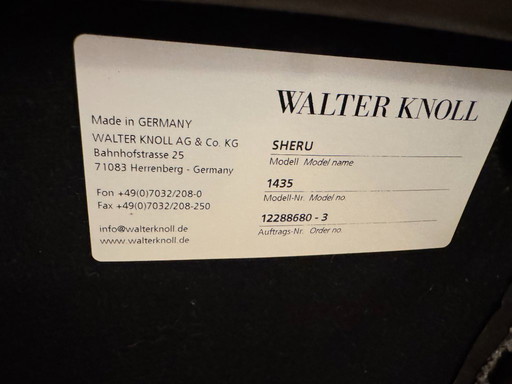 WALTER KNOLL
Made in GERMANY
WALTER KNOLL AG & Co. KG
Bahnhofstrasse 25
71083 Herrenberg - Germany
Fon +49(0)7032/208-0
Fax +49(0)7032/208-250
info@walterknoll.de
www.walterknoll.de
SHERU
Modell Model name
1435
Modell-Nr. Model no.
12288680 - 3
Auftrags-Nr. Order no.